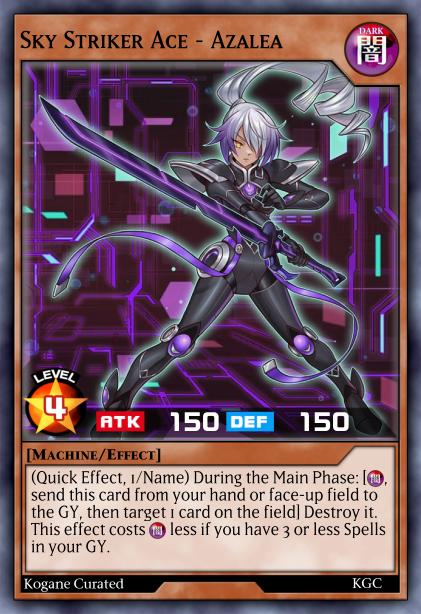 Sky Striker Ace - Azalea
DARK
闇
LEVEL
4
ATK 150 DEF 150
[Machine/Effect]
(Quick Effect, 1/Name) During the Main Phase: [闇,
send this card from your hand or face-up field to
the GY, then target 1 card on the field] Destroy it.
This effect costs 闇 less if you have 3 or less Spells
in your GY.
Kogane Curated KGC